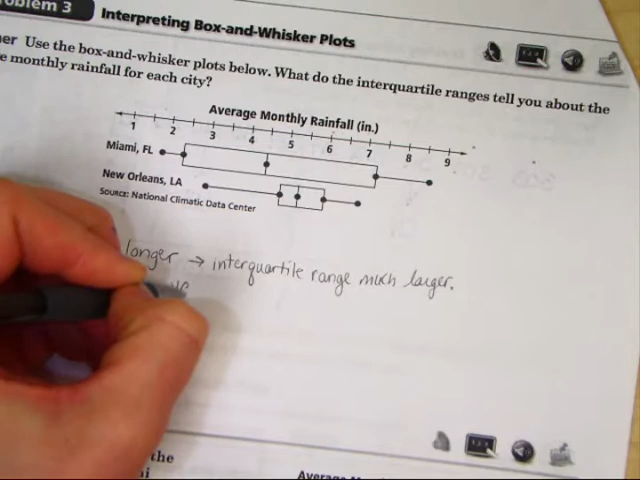 Problem 3 Interpreting Box-and-Whisker Plots
Use the box-and-whisker plots below. What do the interquartile ranges tell you about the
monthly rainfall for each city?
Average Monthly Rainfall (in.)
1 2 3 4 5 6 7 8 9
Miami, FL
New Orleans, LA
SOURCE: National Climatic Data Center
longer → interquartile range much larger.
the